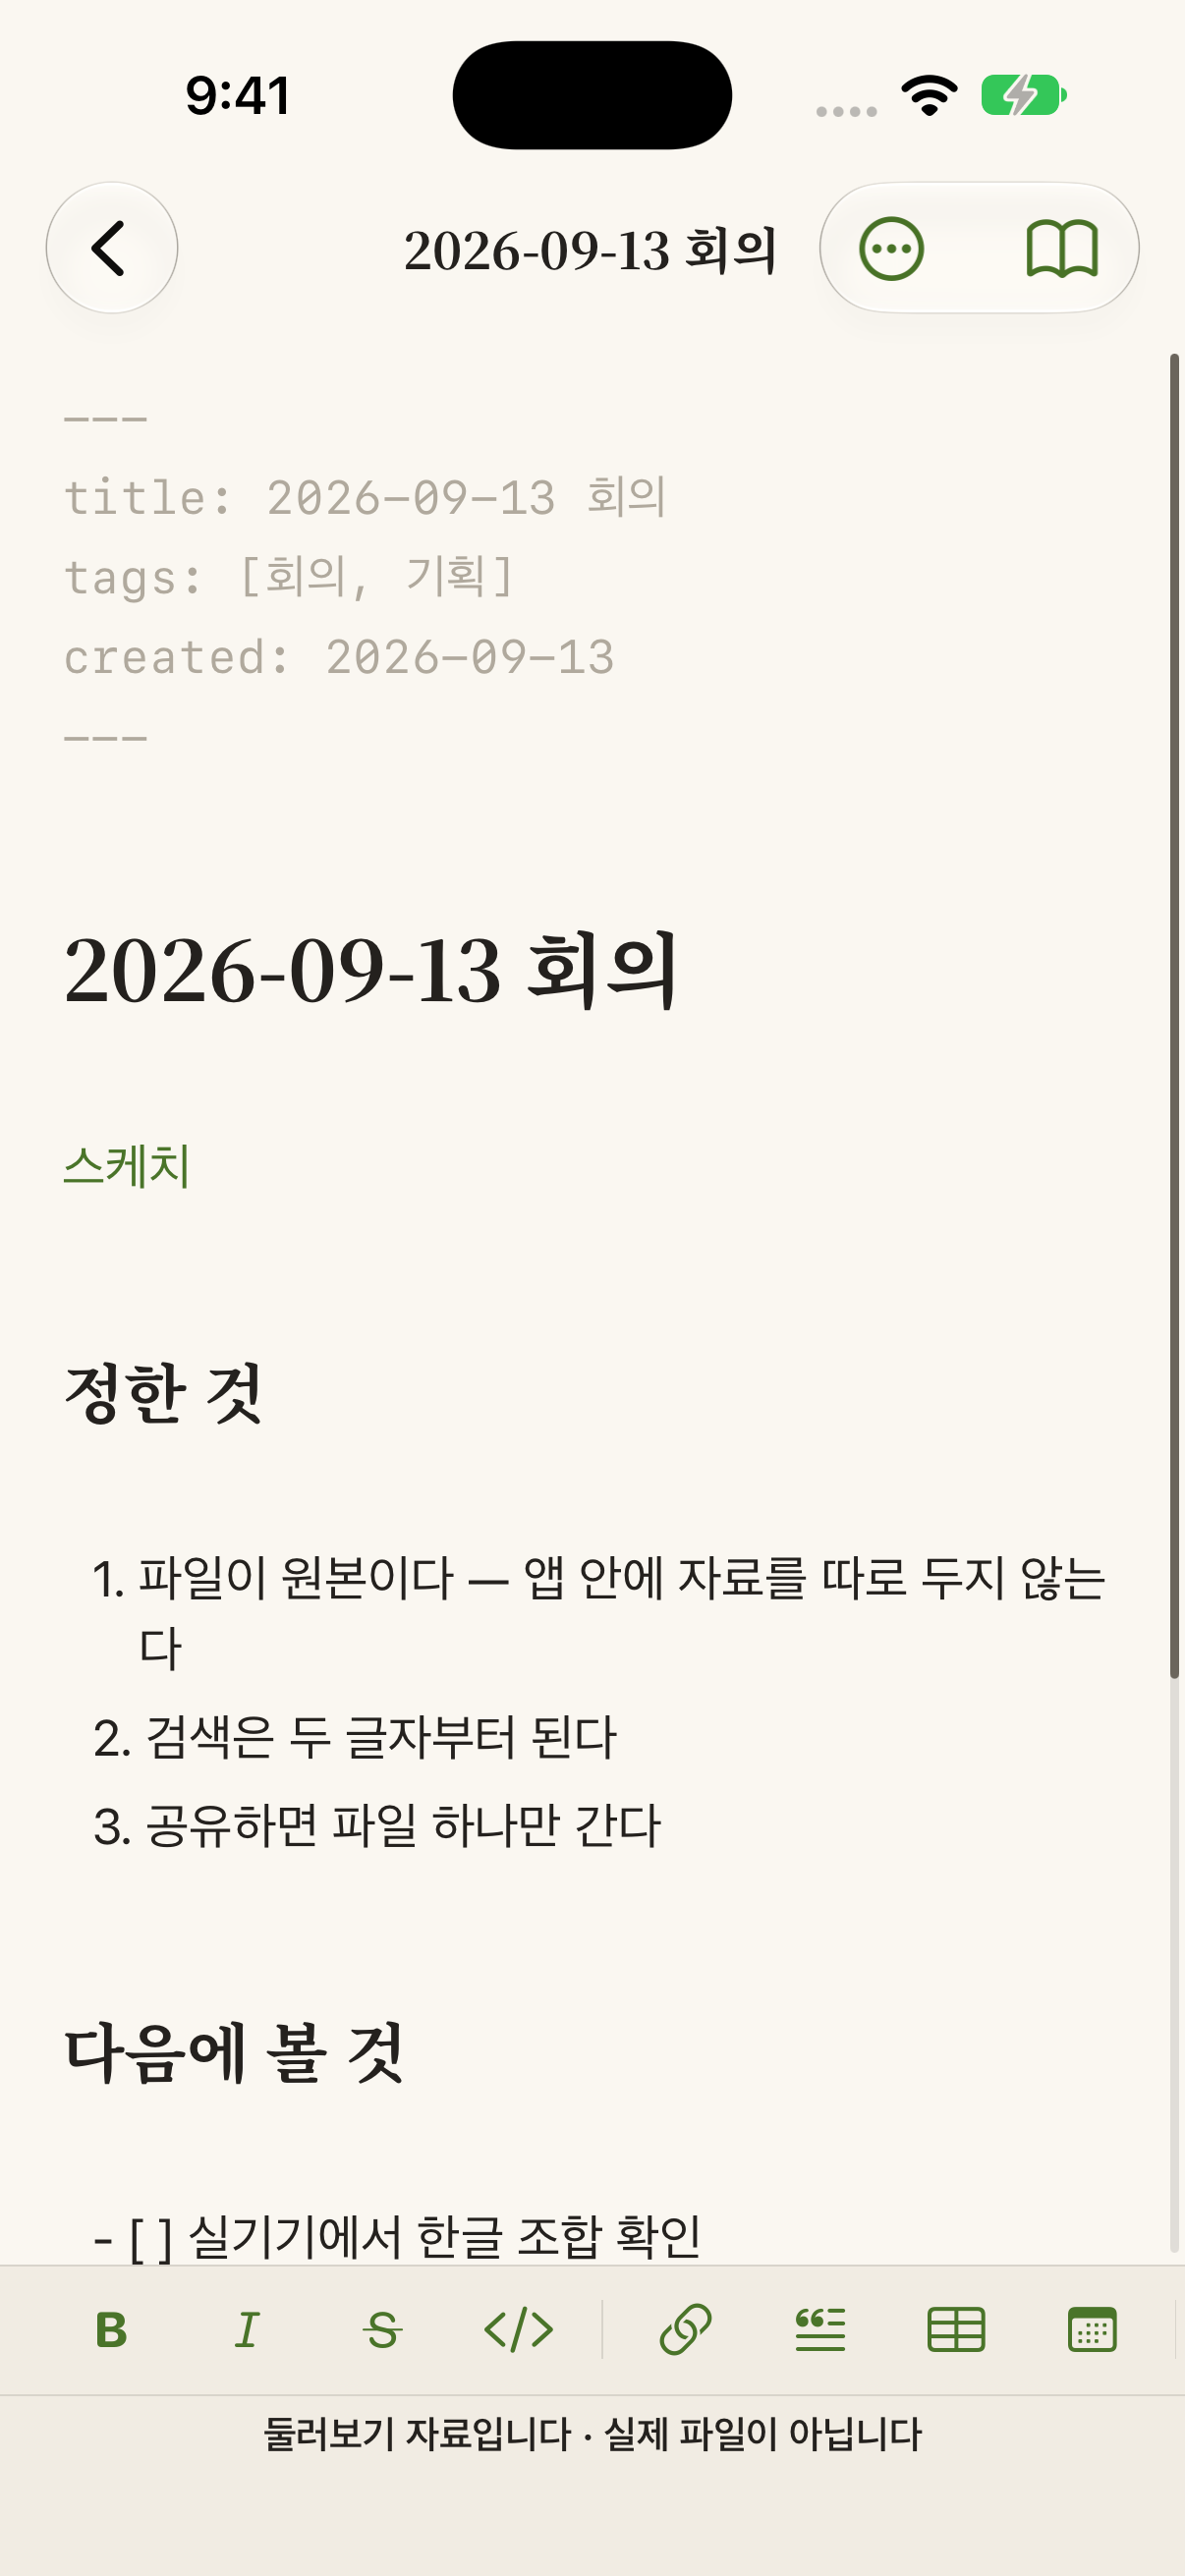 9:41
2026-09-13 회의
---
title: 2026-09-13 회의
tags: [회의, 기획]
created: 2026-09-13
---
2026-09-13 회의
스케치
정한 것
1. 파일이 원본이다 — 앱 안에 자료를 따로 두지 않는
다
2. 검색은 두 글자부터 된다
3. 공유하면 파일 하나만 간다
다음에 볼 것
- [ ] 실기기에서 한글 조합 확인
B I S </>
둘러보기 자료입니다 · 실제 파일이 아닙니다